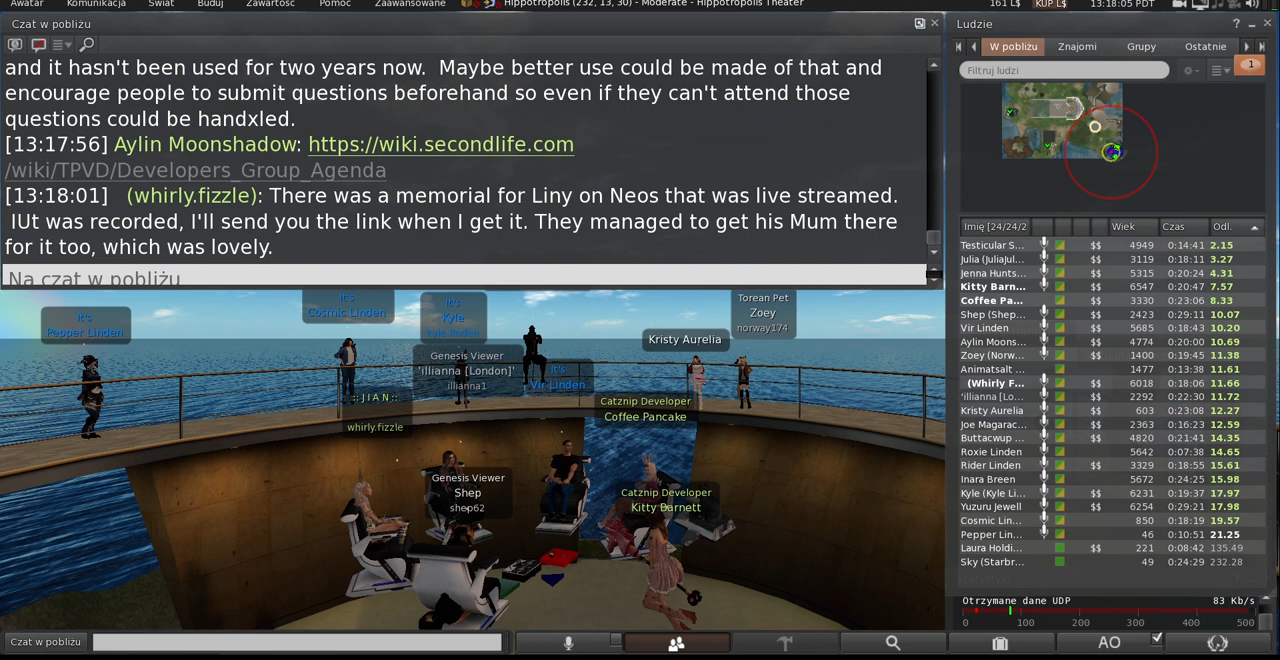 Awatar Komunikacja Świat Buduj Zawartość Pomoc Zaawansowane Hippotropolis (232, 13, 30) - Moderate - Hippotropolis Theater 161 L$ KUP L$ 13:18:05 PDT
Czat w pobliżu
and it hasn't been used for two years now.  Maybe better use could be made of that and
encourage people to submit questions beforehand so even if they can't attend those
questions could be handxled.
[13:17:56] Aylin Moonshadow: https://wiki.secondlife.com
/wiki/TPVD/Developers_Group_Agenda
[13:18:01]   (whirly.fizzle): There was a memorial for Liny on Neos that was live streamed.
IUt was recorded, I'll send you the link when I get it. They managed to get his Mum there
for it too, which was lovely.
Na czat w pobliżu
It's
Pepper Linden
It's
Cosmic Linden
It's
Kyle
kyle.linden
Genesis Viewer
'illianna [London]'
illianna1
It's
Vir Linden
Kristy Aurelia
Torean Pet
Zoey
norway174
::JIAN::
whirly.fizzle
Catznip Developer
Coffee Pancake
Genesis Viewer
Shep
shep62
Catznip Developer
Kitty Barnett
Czat w pobliżu
AO
Ludzie
W pobliżu Znajomi Grupy Ostatnie
Filtruj ludzi
1
Imię [24/24/2 Wiek Czas Odl.
Testicular S... $$ 4949 0:14:41 2.15
Julia (JuliaJul... $$ 3119 0:18:11 3.27
Jenna Hunts... $$ 5315 0:20:24 4.31
Kitty Barn... $$ 6547 0:20:47 7.57
Coffee Pa... $$ 3330 0:23:06 8.33
Shep (Shep... $$ 2423 0:29:11 10.07
Vir Linden $$ 5685 0:18:43 10.20
Aylin Moons... $$ 4774 0:20:00 10.69
Zoey (Norw... $$ 1400 0:19:45 11.38
Animatsalt ... 1477 0:13:38 11.61
(Whirly F... $$ 6018 0:18:06 11.66
'illianna [Lo... $$ 2292 0:22:30 11.72
Kristy Aurelia $$ 603 0:23:08 12.27
Joe Magarac... $$ 2363 0:16:23 12.59
Buttacwup ... $$ 4820 0:21:41 14.35
Roxie Linden 5642 0:07:38 14.65
Rider Linden $$ 3329 0:18:55 15.61
Inara Breen 5672 0:24:25 15.98
Kyle (Kyle Li... $$ 6231 0:19:37 17.97
Yuzuru Jewell $$ 6254 0:29:21 17.98
Cosmic Lin... 850 0:18:19 19.57
Pepper Lin... 46 0:10:51 21.25
Laura Holdi... $$ 221 0:08:42 135.49
Sky (Starbr... 49 0:24:29 232.28
Otrzymane dane UDP 83 Kb/s
0 100 200 300 400 500